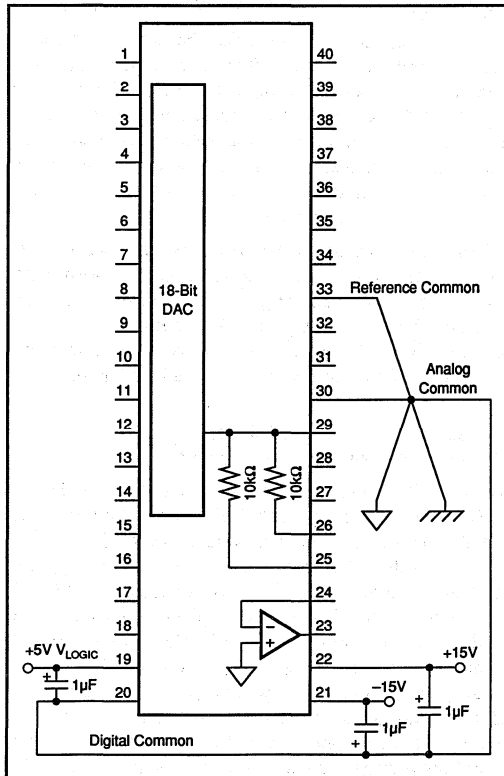 1 40
2 39
3 38
4 37
5 36
6 35
7 34
8 33 Reference Common
18-Bit
DAC
9 32
10 31
Analog
Common
11 30
12 29
13 28
10kΩ 10kΩ
14 27
15 26
16 25
17 24
18 – + 23
+5V VLOGIC
19 22 +15V
+ 1µF
20 21 –15V
+ 1µF
1µF +
Digital Common